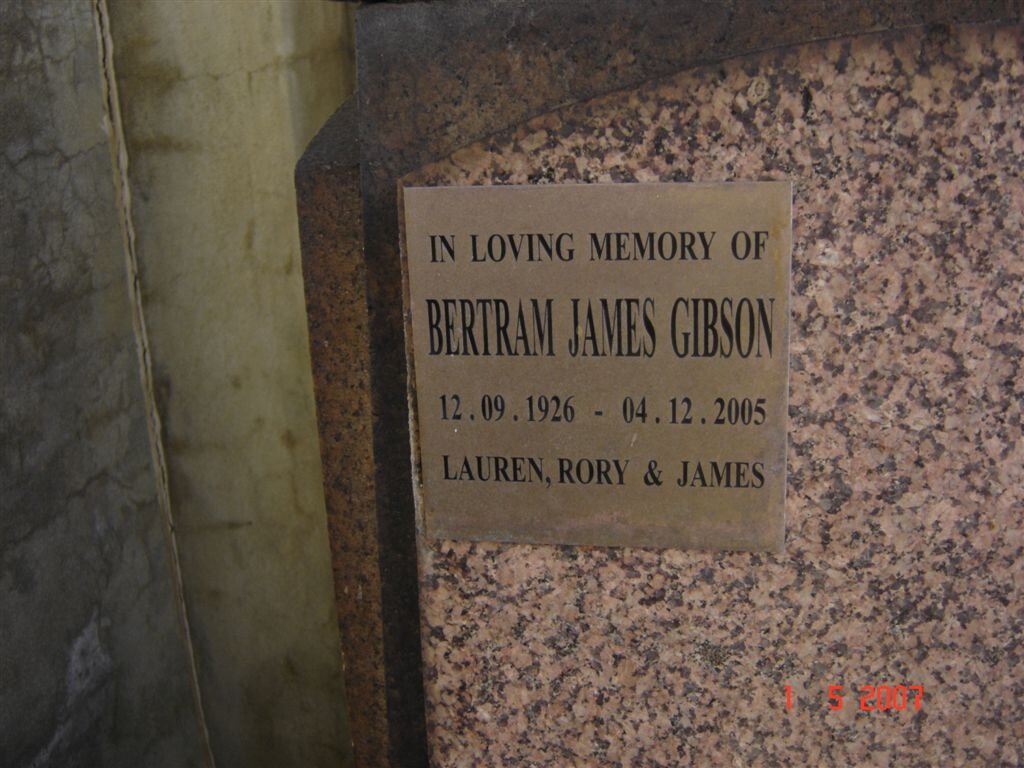 IN LOVING MEMORY OF
BERTRAM JAMES GIBSON
12.09.1926 - 04.12.2005
LAUREN, RORY & JAMES
1 5 2007